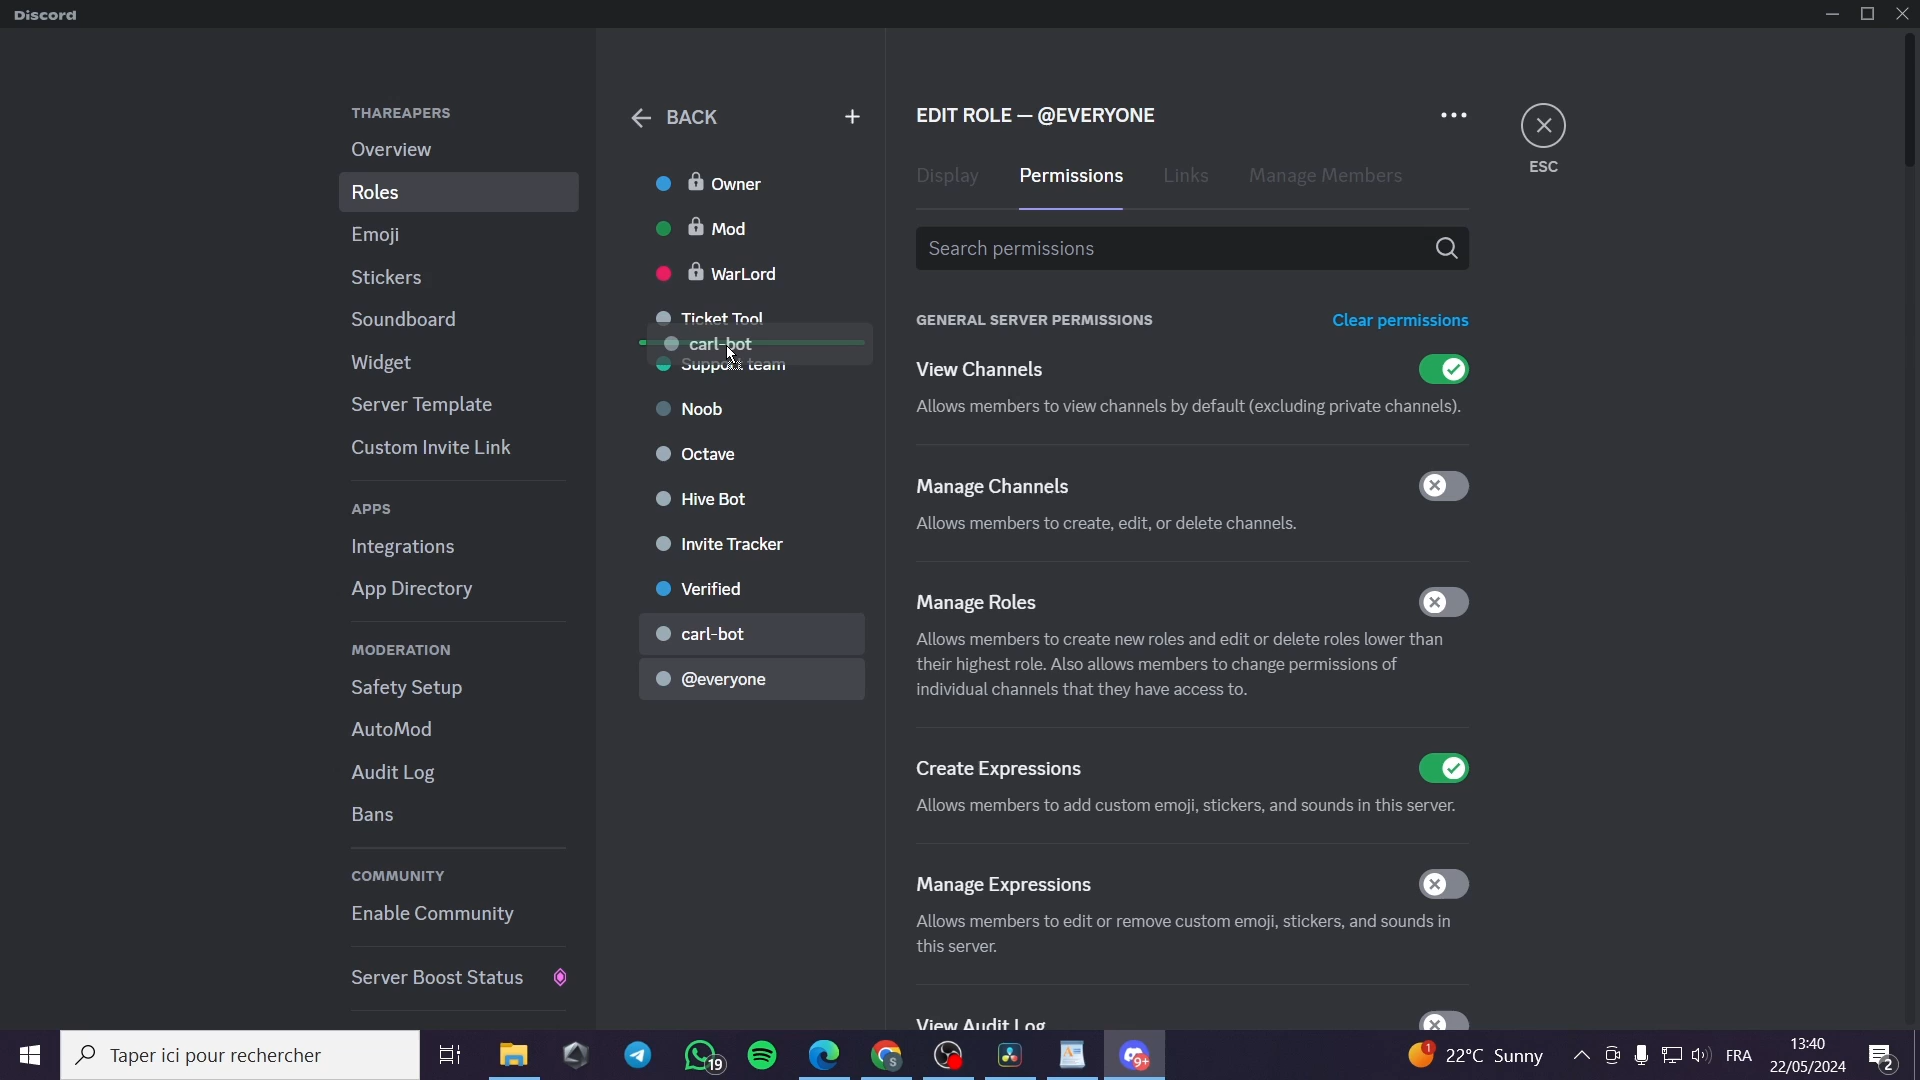 Discord
THAREAPERS
Overview
Roles
Emoji
Stickers
Soundboard
Widget
Server Template
Custom Invite Link
APPS
Integrations
App Directory
MODERATION
Safety Setup
AutoMod
Audit Log
Bans
COMMUNITY
Enable Community
Server Boost Status
BACK
Owner
Mod
WarLord
Ticket Tool
carl-bot
Support team
Noob
Octave
Hive Bot
Invite Tracker
Verified
carl-bot
@everyone
EDIT ROLE — @EVERYONE
ESC
Display Permissions Links Manage Members
Search permissions
GENERAL SERVER PERMISSIONS Clear permissions
View Channels
Allows members to view channels by default (excluding private channels).
Manage Channels
Allows members to create, edit, or delete channels.
Manage Roles
Allows members to create new roles and edit or delete roles lower than
their highest role. Also allows members to change permissions of
individual channels that they have access to.
Create Expressions
Allows members to add custom emoji, stickers, and sounds in this server.
Manage Expressions
Allows members to edit or remove custom emoji, stickers, and sounds in
this server.
View Audit Log
Taper ici pour rechercher
19
S
9+
1
22°C Sunny
FRA
13:40
22/05/2024
2